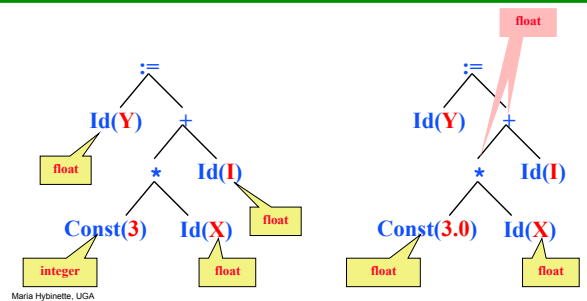 float
:= :=
Id(Y) + Id(Y) +
float
* Id(I) * Id(I)
float
Const(3) Id(X) Const(3.0) Id(X)
integer float float float
Maria Hybinette, UGA